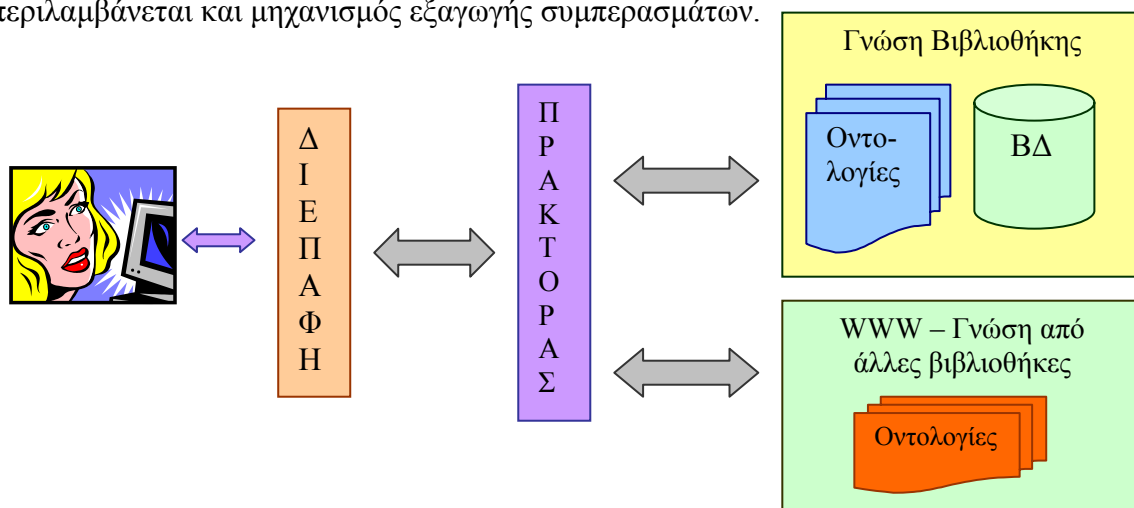 περιλαμβάνεται και μηχανισμός εξαγωγής συμπερασμάτων.
Δ
Ι
Ε
Π
Α
Φ
Η
Π
Ρ
Α
Κ
Τ
Ο
Ρ
Α
Σ
Γνώση Βιβλιοθήκης
Οντο-
λογίες
ΒΔ
WWW – Γνώση από
άλλες βιβλιοθήκες
Οντολογίες